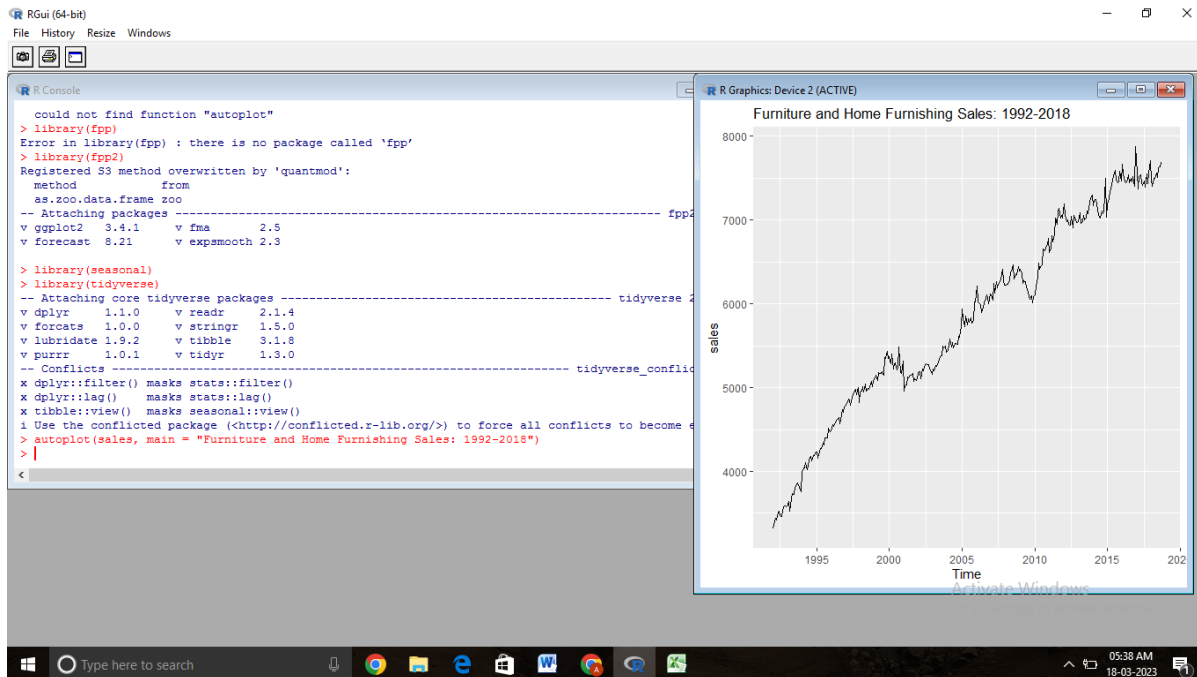 RGui (64-bit)
File History Resize Windows
R Console
could not find function "autoplot"
> library(fpp)
Error in library(fpp) : there is no package called ‘fpp’
> library(fpp2)
Registered S3 method overwritten by 'quantmod':
method from
as.zoo.data.frame zoo
-- Attaching packages ---------------------------------------------------------------------- fpp2
v ggplot2 3.4.1 v fma 2.5
v forecast 8.21 v expsmooth 2.3
> library(seasonal)
> library(tidyverse)
-- Attaching core tidyverse packages ------------------------------------------------ tidyverse 2
v dplyr 1.1.0 v readr 2.1.4
v forcats 1.0.0 v stringr 1.5.0
v lubridate 1.9.2 v tibble 3.1.8
v purrr 1.0.1 v tidyr 1.3.0
-- Conflicts ------------------------------------------------------------------ tidyverse_conflic
x dplyr::filter() masks stats::filter()
x dplyr::lag() masks stats::lag()
x tibble::view() masks seasonal::view()
i Use the conflicted package (<http://conflicted.r-lib.org/>) to force all conflicts to become e
> autoplot(sales, main = "Furniture and Home Furnishing Sales: 1992-2018")
>
R Graphics: Device 2 (ACTIVE)
Furniture and Home Furnishing Sales: 1992-2018
8000
7000
6000
5000
4000
sales
1995 2000 2005 2010 2015 202
Time
Activate Windows
Type here to search
05:38 AM
18-03-2023